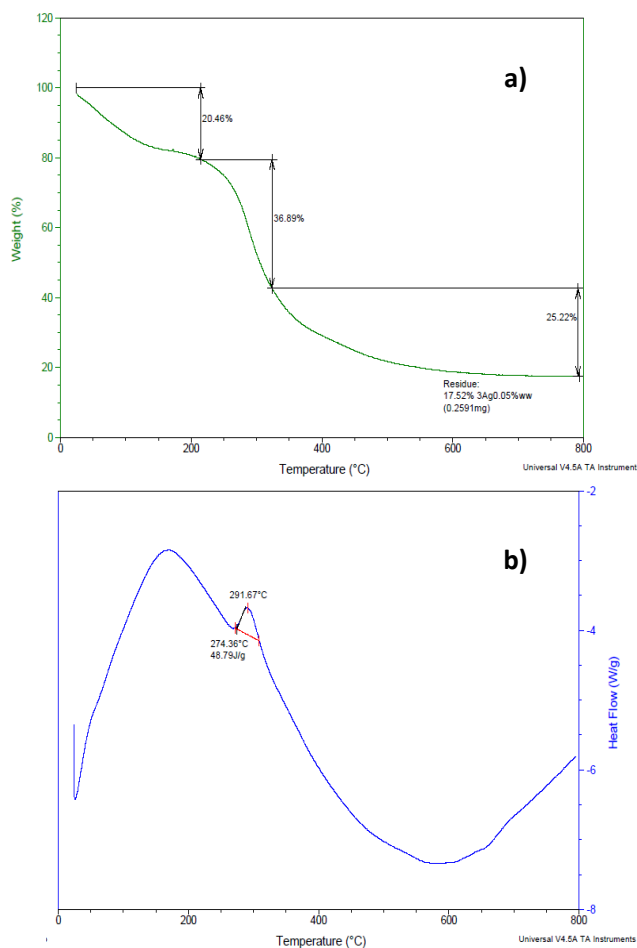 a)
120
100
80
60
40
20
0
Weight (%)
20.46%
36.89%
25.22%
Residue:
17.52% 3Ag0.05%ww
(0.2591mg)
0
200
400
600
800
Temperature (°C)
Universal V4.5A TA Instrument
b)
-2
-4
-6
-8
Heat Flow (W/g)
291.67°C
274.36°C
48.79J/g
0
200
400
600
800
Temperature (°C)
Universal V4.5A TA Instruments